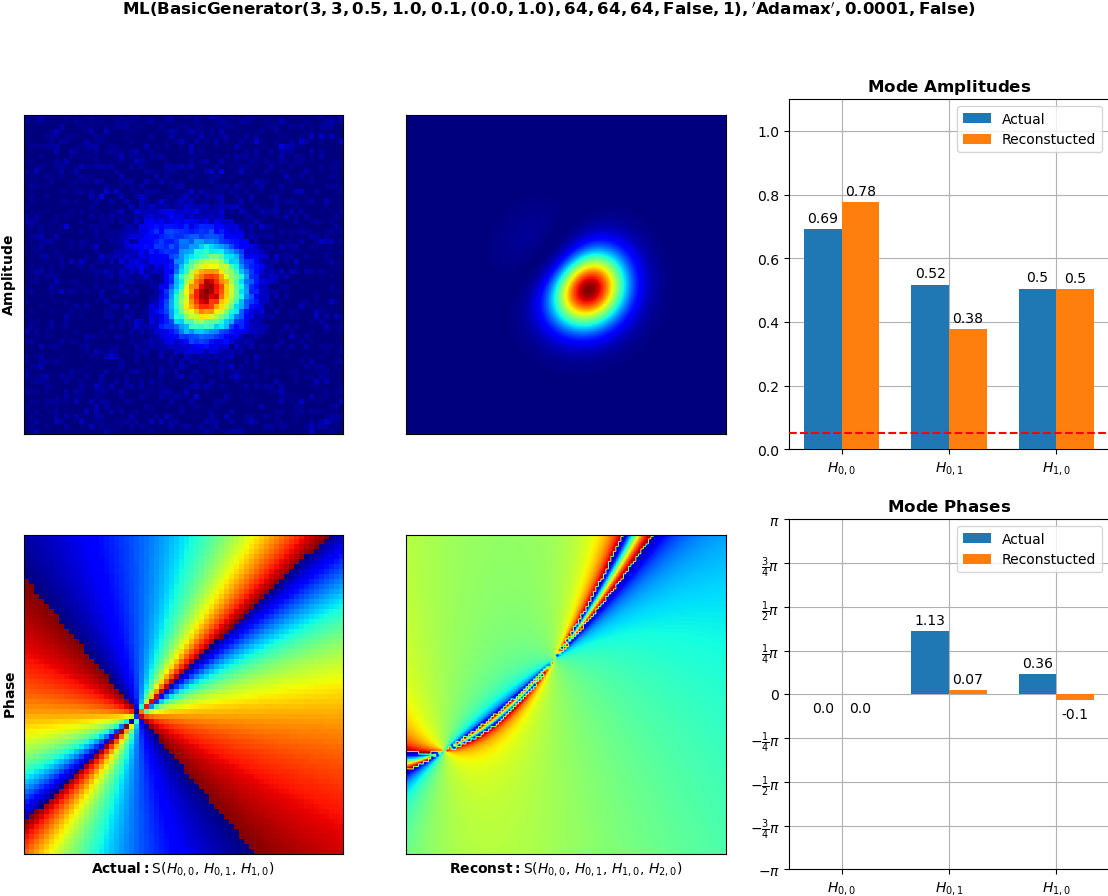 ML(BasicGenerator(3, 3, 0.5, 1.0, 0.1, (0.0, 1.0), 64, 64, 64, False, 1), ′Adamax′, 0.0001, False)
Amplitude
Mode Amplitudes
Actual
Reconstucted
1.0
0.8
0.6
0.4
0.2
0.0
0.69
0.78
0.52
0.38
0.5
0.5
H0,0
H0,1
H1,0
Phase
Actual: S(H0,0, H0,1, H1,0)
Reconst: S(H0,0, H0,1, H1,0, H2,0)
Mode Phases
Actual
Reconstucted
π
3/4π
1/2π
1/4π
0
−1/4π
−1/2π
−3/4π
−π
0.0
0.0
1.13
0.07
0.36
-0.1
H0,0
H0,1
H1,0